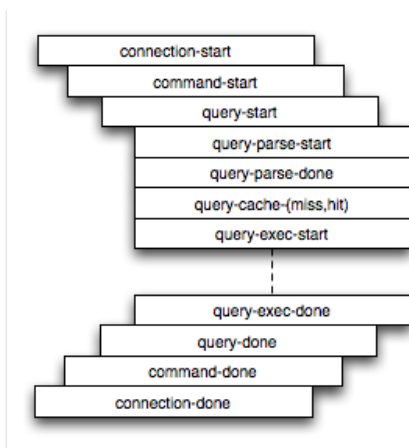 connection-start
command-start
query-start
query-parse-start
query-parse-done
query-cache-(miss,hit)
query-exec-start
query-exec-done
query-done
command-done
connection-done